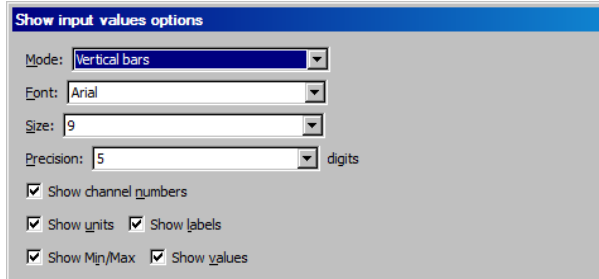 Show input values options
Mode: Vertical bars
Font: Arial
Size: 9
Precision: 5 digits
Show channel numbers
Show units Show labels
Show Min/Max Show values